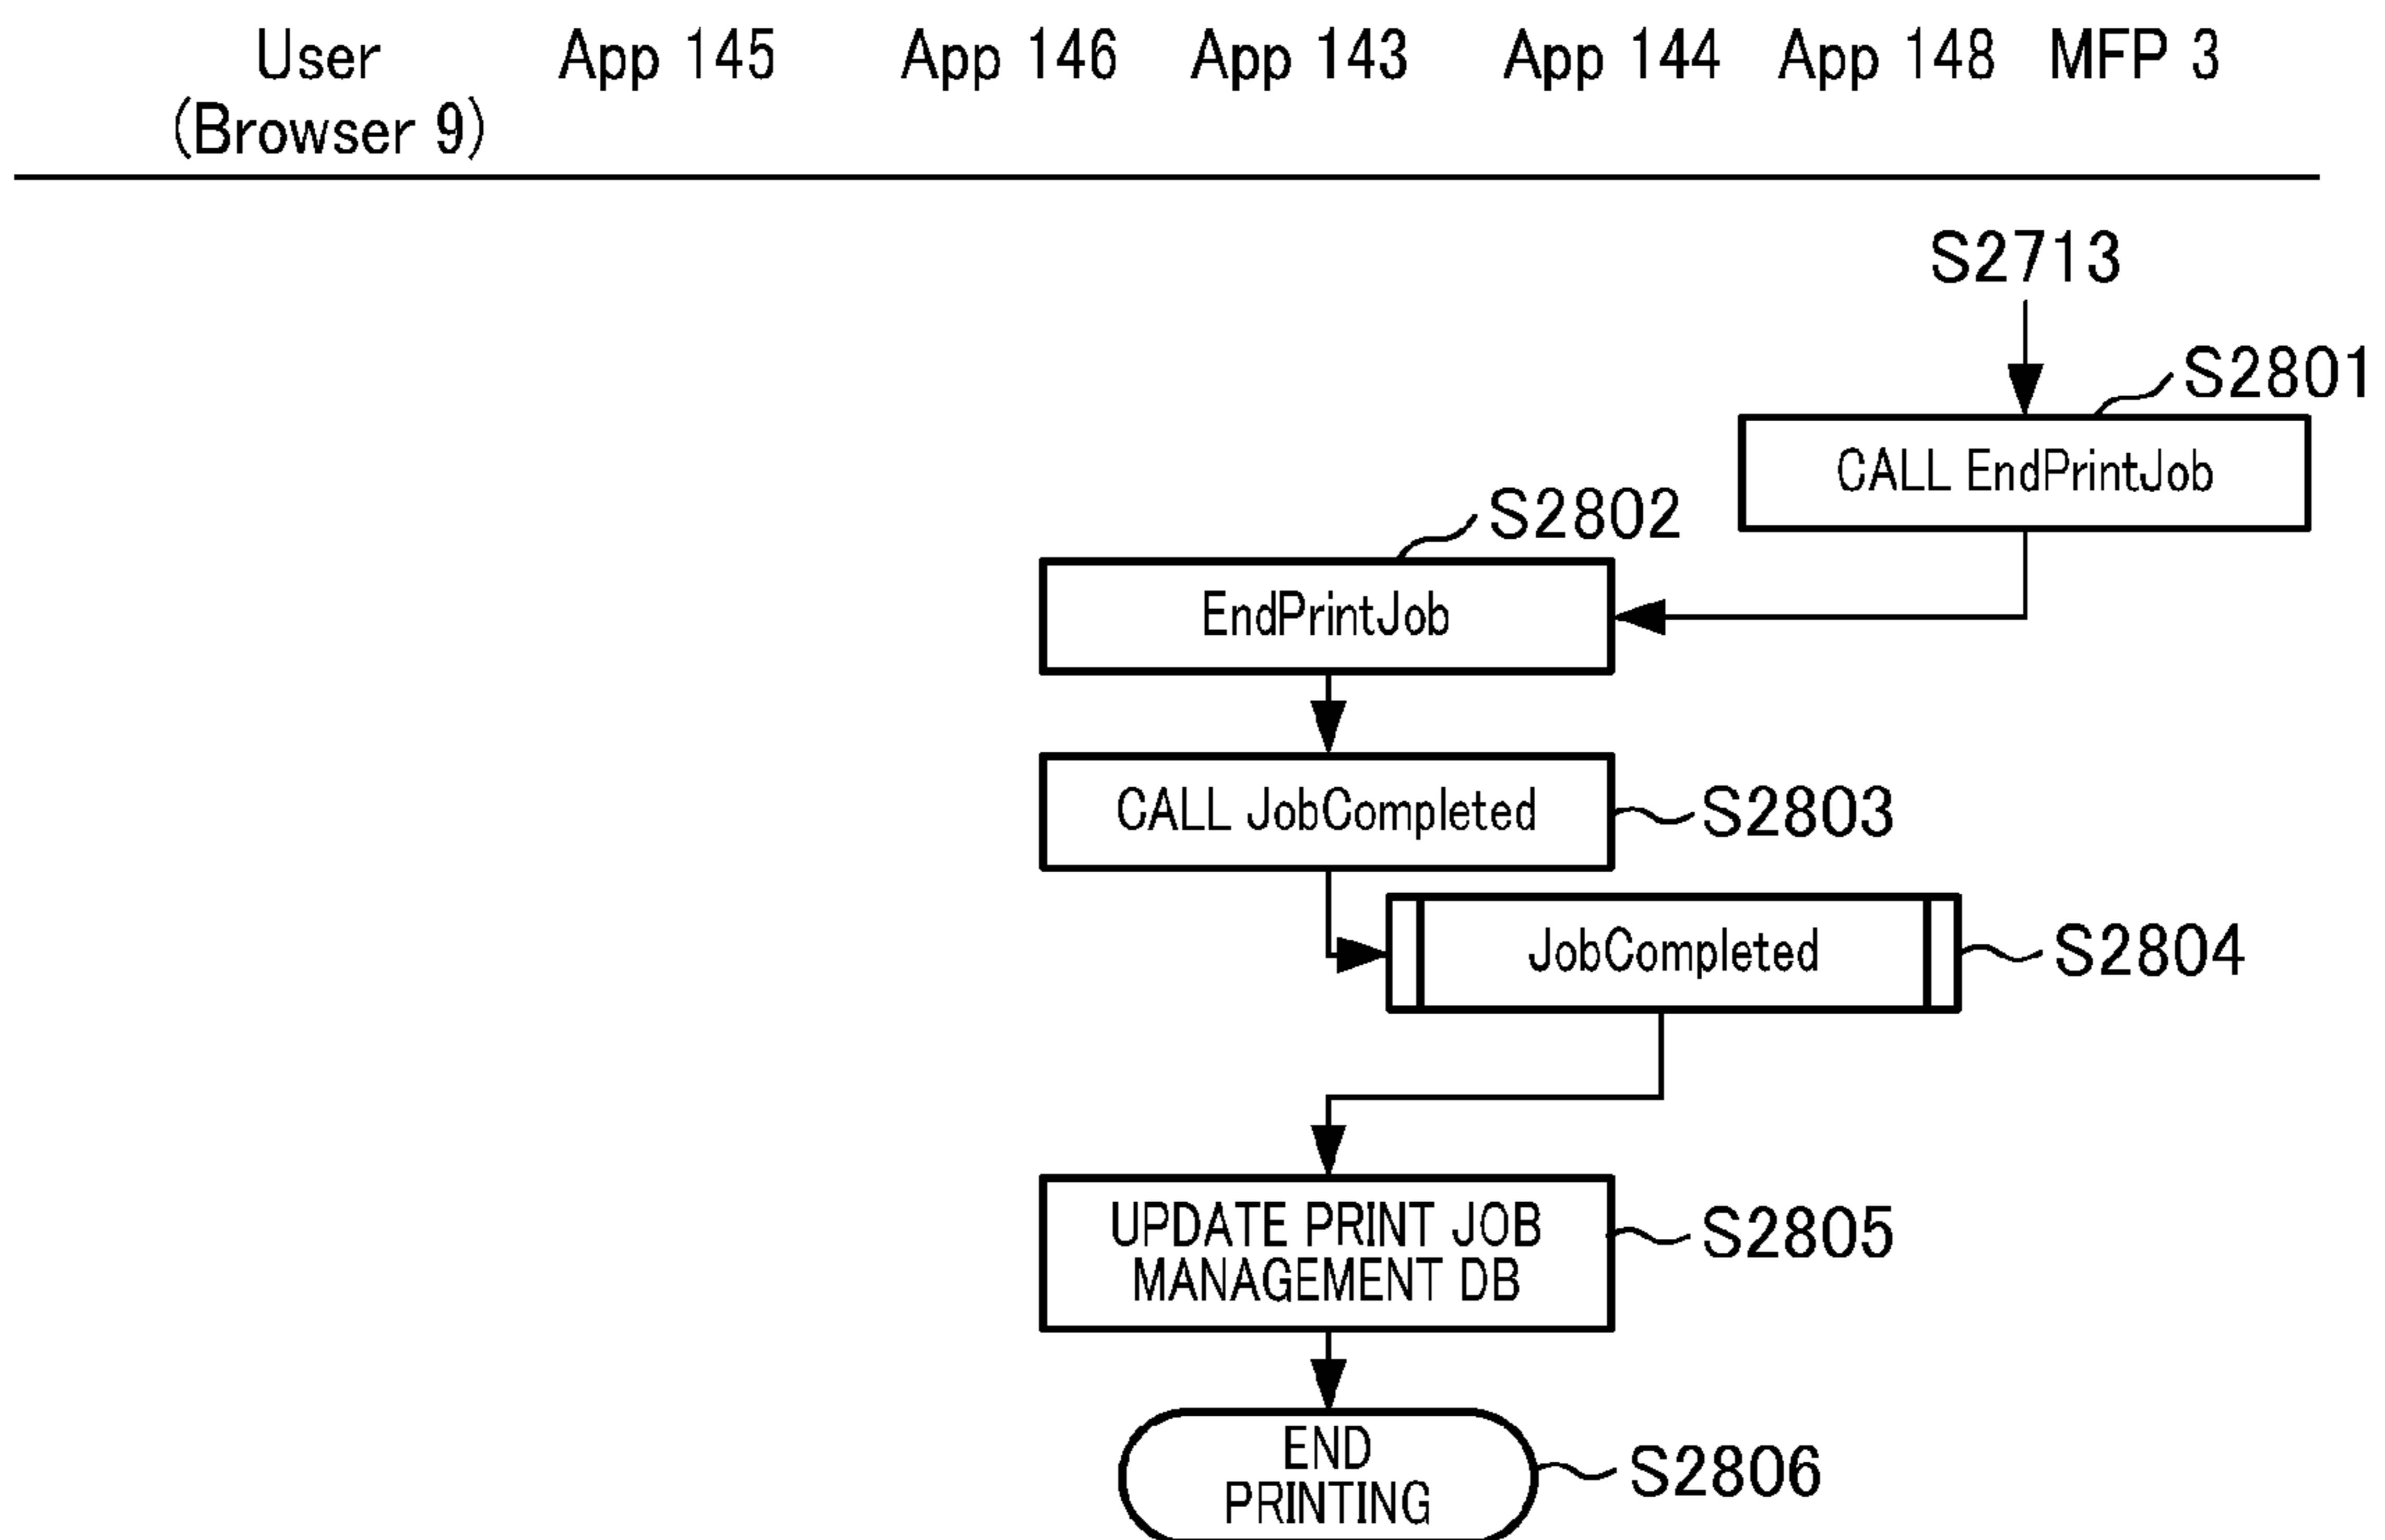 User App 145 App 146 App 143 App 144 App 148 MFP 3
(Browser 9)
S2713
S2801
CALL EndPrintJob
S2802
EndPrintJob
CALL JobCompleted
S2803
JobCompleted
S2804
UPDATE PRINT JOB
MANAGEMENT DB
S2805
END
PRINTING
S2806